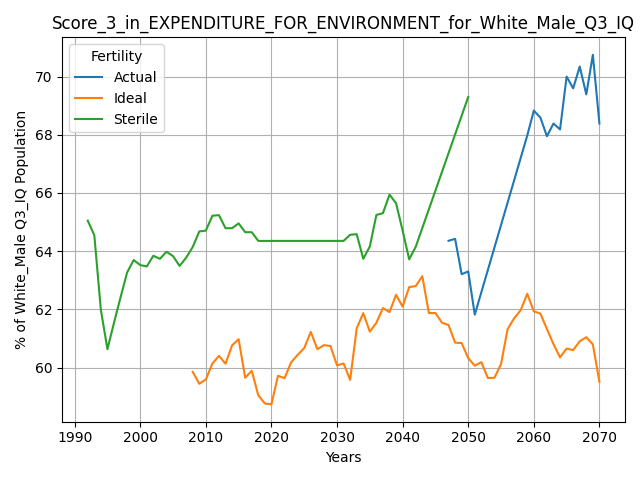 Score_3_in_EXPENDITURE_FOR_ENVIRONMENT_for_White_Male_Q3_IQ
Fertility
Actual
Ideal
Sterile
% of White_Male Q3_IQ Population
70
68
66
64
62
60
1990 2000 2010 2020 2030 2040 2050 2060 2070
Years